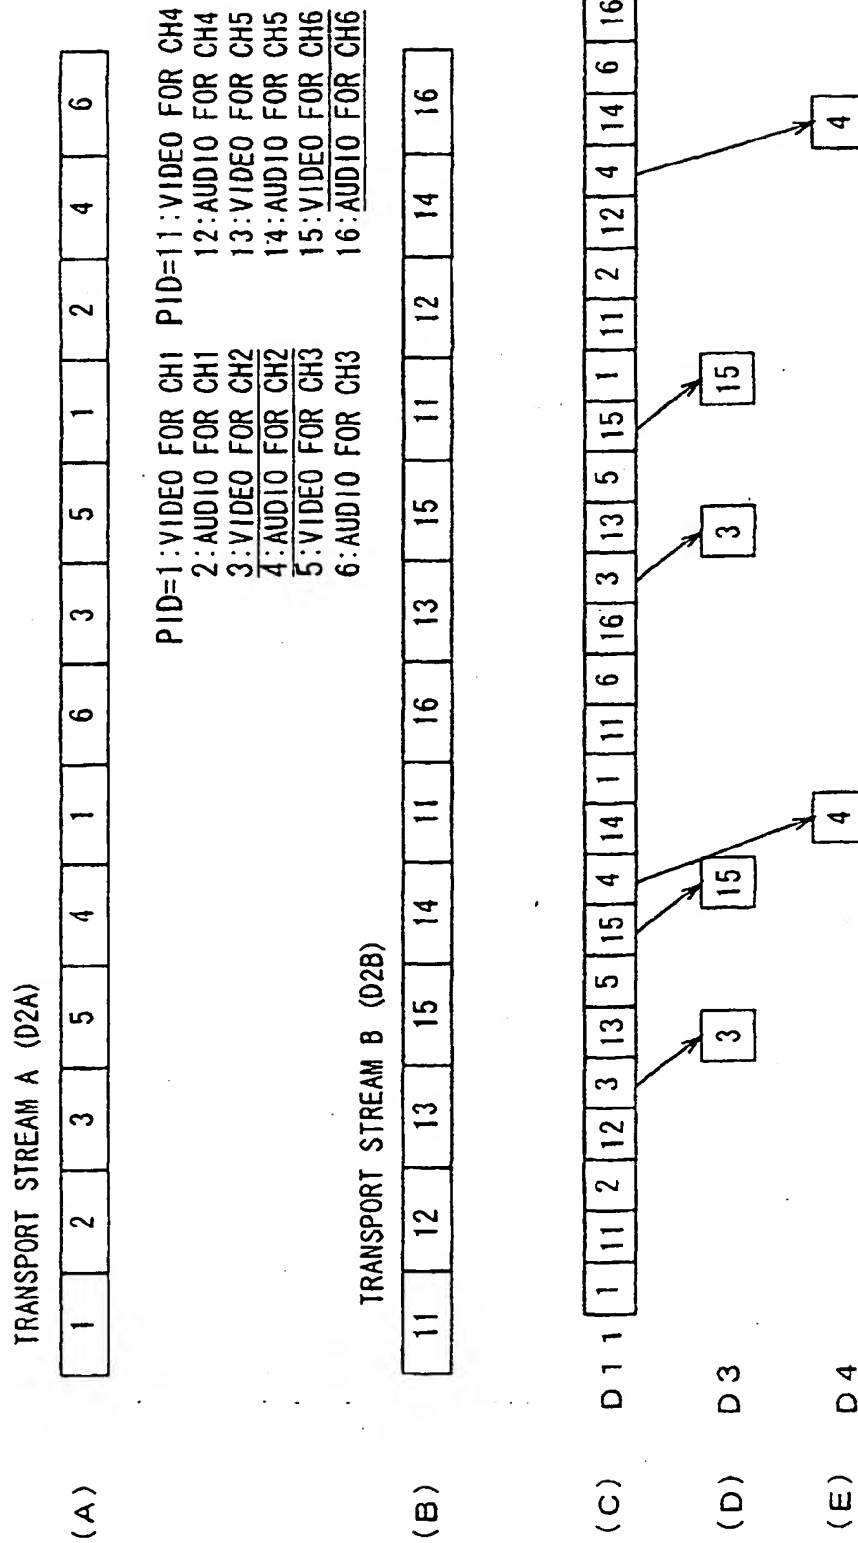 TRANSPORT STREAM A (D2A)
(A) 1 2 3 5 4 1 6 3 5 1 2 4 6
PID=1:VIDEO FOR CH1 PID=11:VIDEO FOR CH4
2:AUDIO FOR CH1 12:AUDIO FOR CH4
3:VIDEO FOR CH2 13:VIDEO FOR CH5
4:AUDIO FOR CH2 14:AUDIO FOR CH5
5:VIDEO FOR CH3 15:VIDEO FOR CH6
6:AUDIO FOR CH3 16:AUDIO FOR CH6
TRANSPORT STREAM B (D2B)
(B) 11 12 13 15 14 11 16 13 15 11 12 14 16
(C) D11 1 11 2 12 3 13 5 15 4 14 1 11 6 16 3 13 5 15 1 11 2 12 4 14 6 16
(D) D3 3 15 3 15
(E) D4 4 4